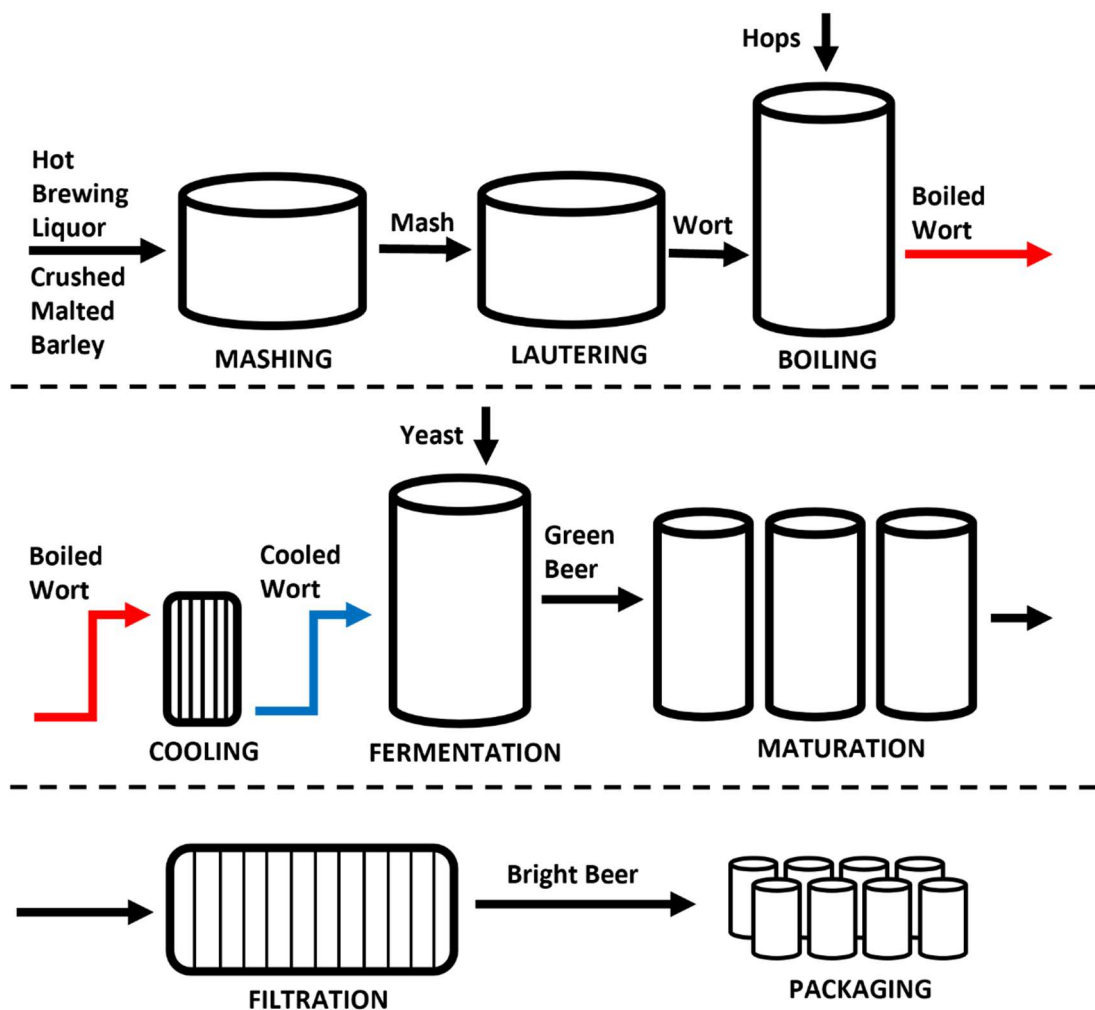 Hops
Hot
Brewing
Liquor
Crushed
Malted
Barley
MASHING
Mash
LAUTERING
Wort
BOILING
Boiled
Wort
Boiled
Wort
COOLING
Cooled
Wort
Yeast
FERMENTATION
Green
Beer
MATURATION
FILTRATION
Bright Beer
PACKAGING